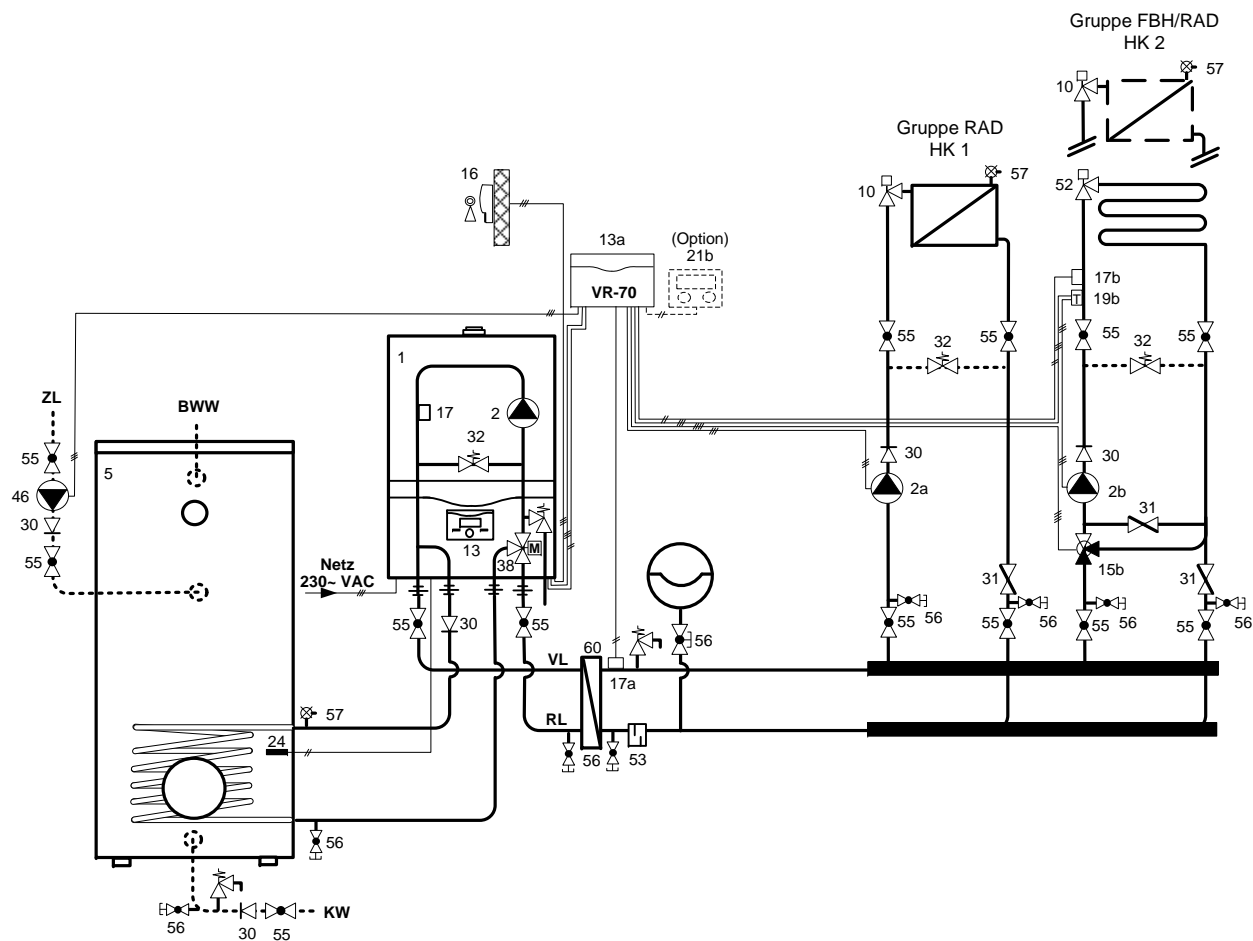 Gruppe FBH/RAD
HK 2
57
10
Gruppe RAD
HK 1
57
16
10
52
13a
(Option)
21b
17b
VR-70
19b
1
55
32
55
55
32
55
ZL
BWW
17
2
55
32
5
30
30
46
2a
2b
30
31
13
38
M
55
Netz
230~ VAC
31
15b
31
55
30
55
56
55
56
55
56
55
56
55
56
60
VL
17a
57
RL
24
56
53
56
56
30
55
KW